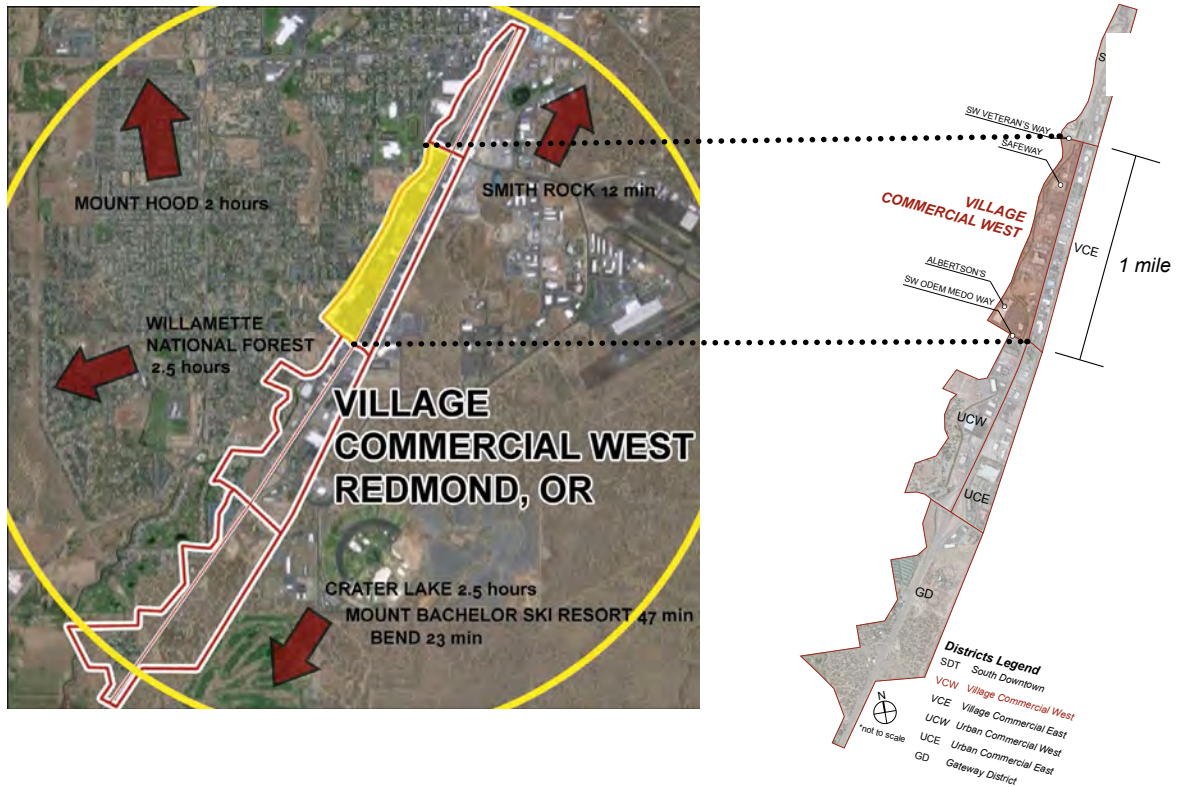 MOUNT HOOD 2 hours
SMITH ROCK 12 min
WILLAMETTE
NATIONAL FOREST
2.5 hours
VILLAGE
COMMERCIAL WEST
REDMOND, OR
CRATER LAKE 2.5 hours
MOUNT BACHELOR SKI RESORT 47 min
BEND 23 min
S
SW VETERAN'S WAY
SAFEWAY
VILLAGE
COMMERCIAL WEST
VCE
1 mile
ALBERTSON'S
SW ODEM MEDO WAY
UCW
UCE
GD
N
*not to scale
Districts Legend
SDT South Downtown
VCW Village Commercial West
VCE Village Commercial East
UCW Urban Commercial West
UCE Urban Commercial East
GD Gateway District